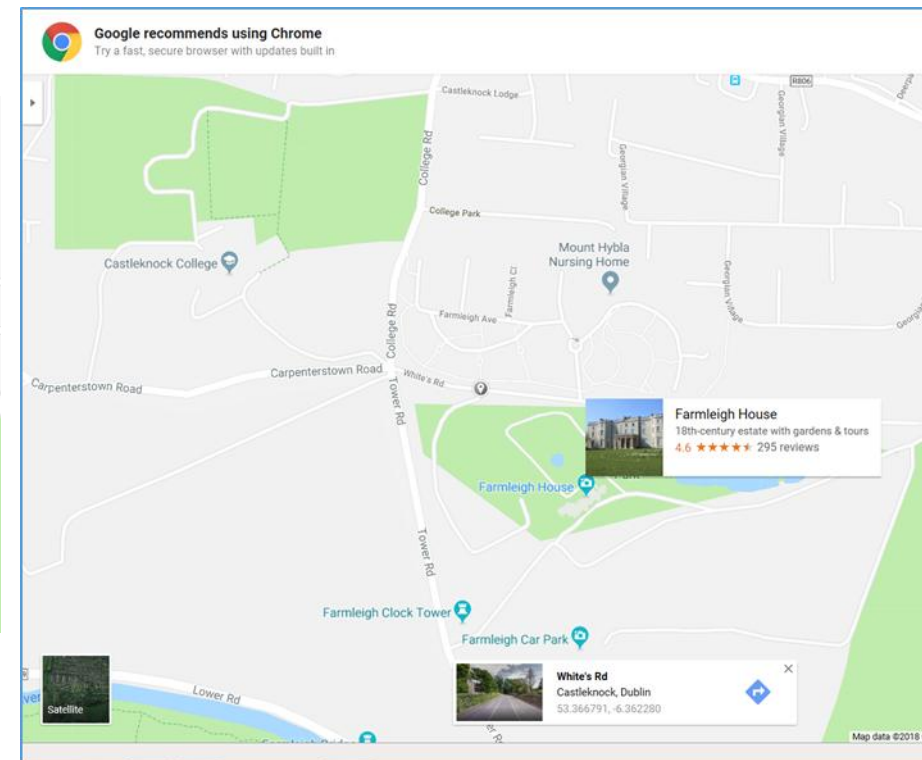 Google recommends using Chrome
Try a fast, secure browser with updates built in
R806
Castleknock Lodge
Georgian Village
College Rd
Georgian Village
College Park
Mount Hybla
Nursing Home
Castleknock College
Georgian Village
Farmleigh Cl
Farmleigh Ave
College Rd
Carpenterstown Road
Carpenterstown Road
White's Rd
Tower Rd
Farmleigh House
18th-century estate with gardens & tours
4.6 295 reviews
Farmleigh House
Tower Rd
Farmleigh Clock Tower
Farmleigh Car Park
White's Rd
Castleknock, Dublin
53.366791, -6.362280
Satellite
Lower Rd
Map data ©2018